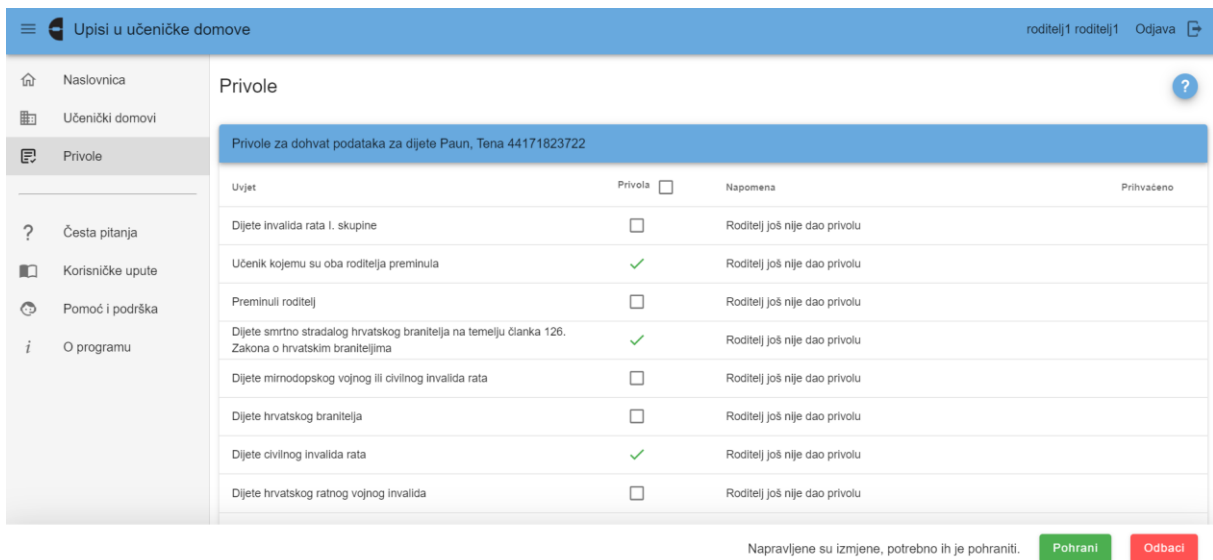 Upisi u učeničke domove
roditelj1 roditelj1 Odjava
Naslovnica
Učenički domovi
Privole
Česta pitanja
Korisničke upute
Pomoć i podrška
i O programu
Privole
?
Privole za dohvat podataka za dijete Paun, Tena 44171823722
Uvjet Privola Napomena Prihvaćeno
Dijete invalida rata I. skupine Roditelj još nije dao privolu
Učenik kojemu su oba roditelja preminula Roditelj još nije dao privolu
Preminuli roditelj Roditelj još nije dao privolu
Dijete smrtno stradalog hrvatskog branitelja na temelju članka 126.
Zakona o hrvatskim braniteljima Roditelj još nije dao privolu
Dijete mirnodopskog vojnog ili civilnog invalida rata Roditelj još nije dao privolu
Dijete hrvatskog branitelja Roditelj još nije dao privolu
Dijete civilnog invalida rata Roditelj još nije dao privolu
Dijete hrvatskog ratnog vojnog invalida Roditelj još nije dao privolu
Napravljene su izmjene, potrebno ih je pohraniti. Pohrani Odbaci